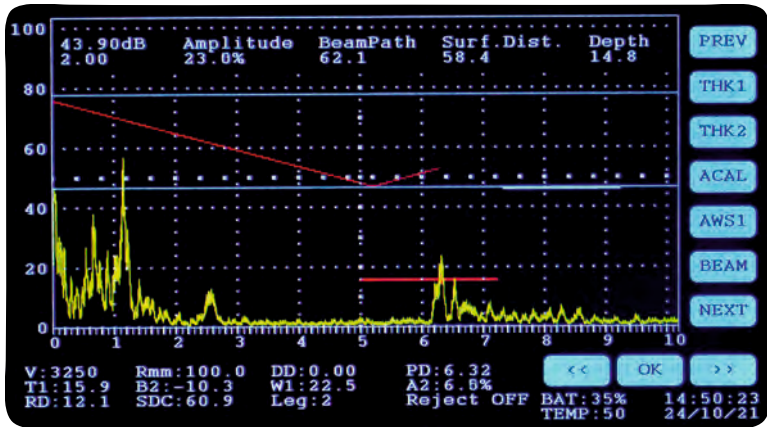 100
43.90dB Amplitude BeamPath Surf.Dist. Depth
2.00 23.0% 62.1 58.4 14.8
80
60
40
20
0
0 1 2 3 4 5 6 7 8 9 10
PREV
THK1
THK2
ACAL
AWS1
BEAM
NEXT
<< OK >>
V:3250 Rmm:100.0 DD:0.00 PD:6.32
T1:15.9 B2:-10.3 W1:22.5 A2:6.8%
RD:12.1 SDC:60.9 Leg:2 Reject OFF BAT:35% 14:50:23
TEMP:50 24/10/21